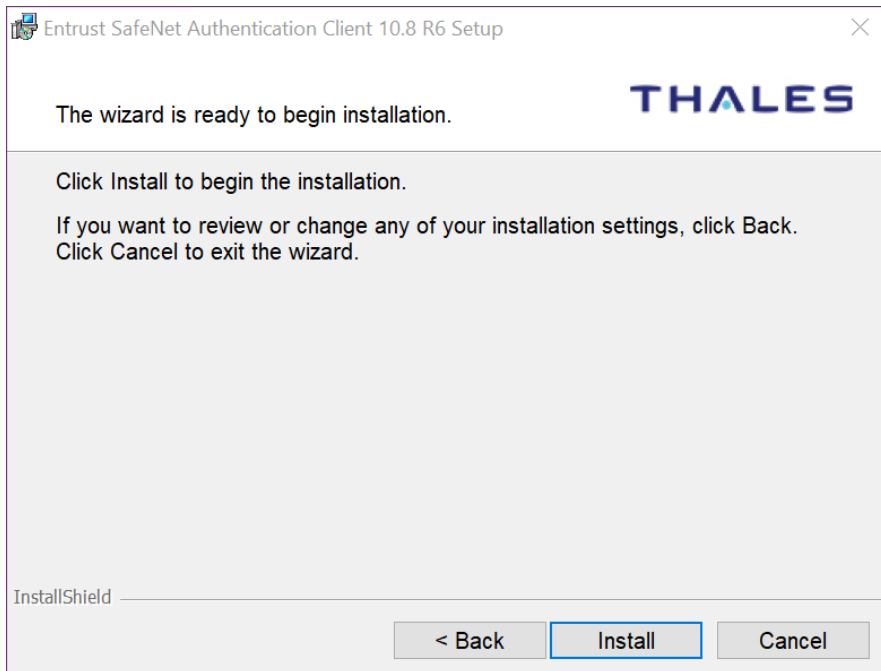 Entrust SafeNet Authentication Client 10.8 R6 Setup
THALES
The wizard is ready to begin installation.
Click Install to begin the installation.
If you want to review or change any of your installation settings, click Back.
Click Cancel to exit the wizard.
InstallShield
< Back
Install
Cancel